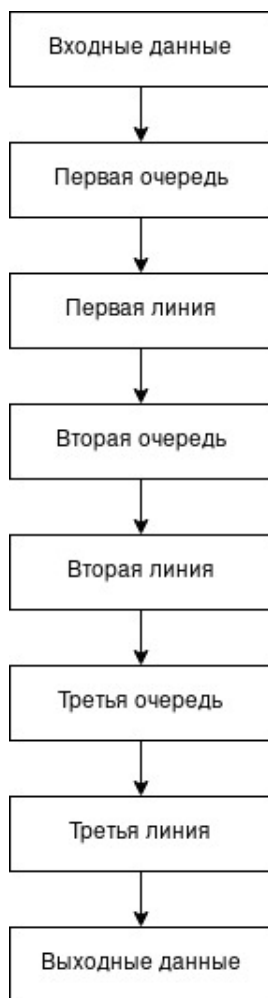 Входные данные
Первая очередь
Первая линия
Вторая очередь
Вторая линия
Третья очередь
Третья линия
Выходные данные